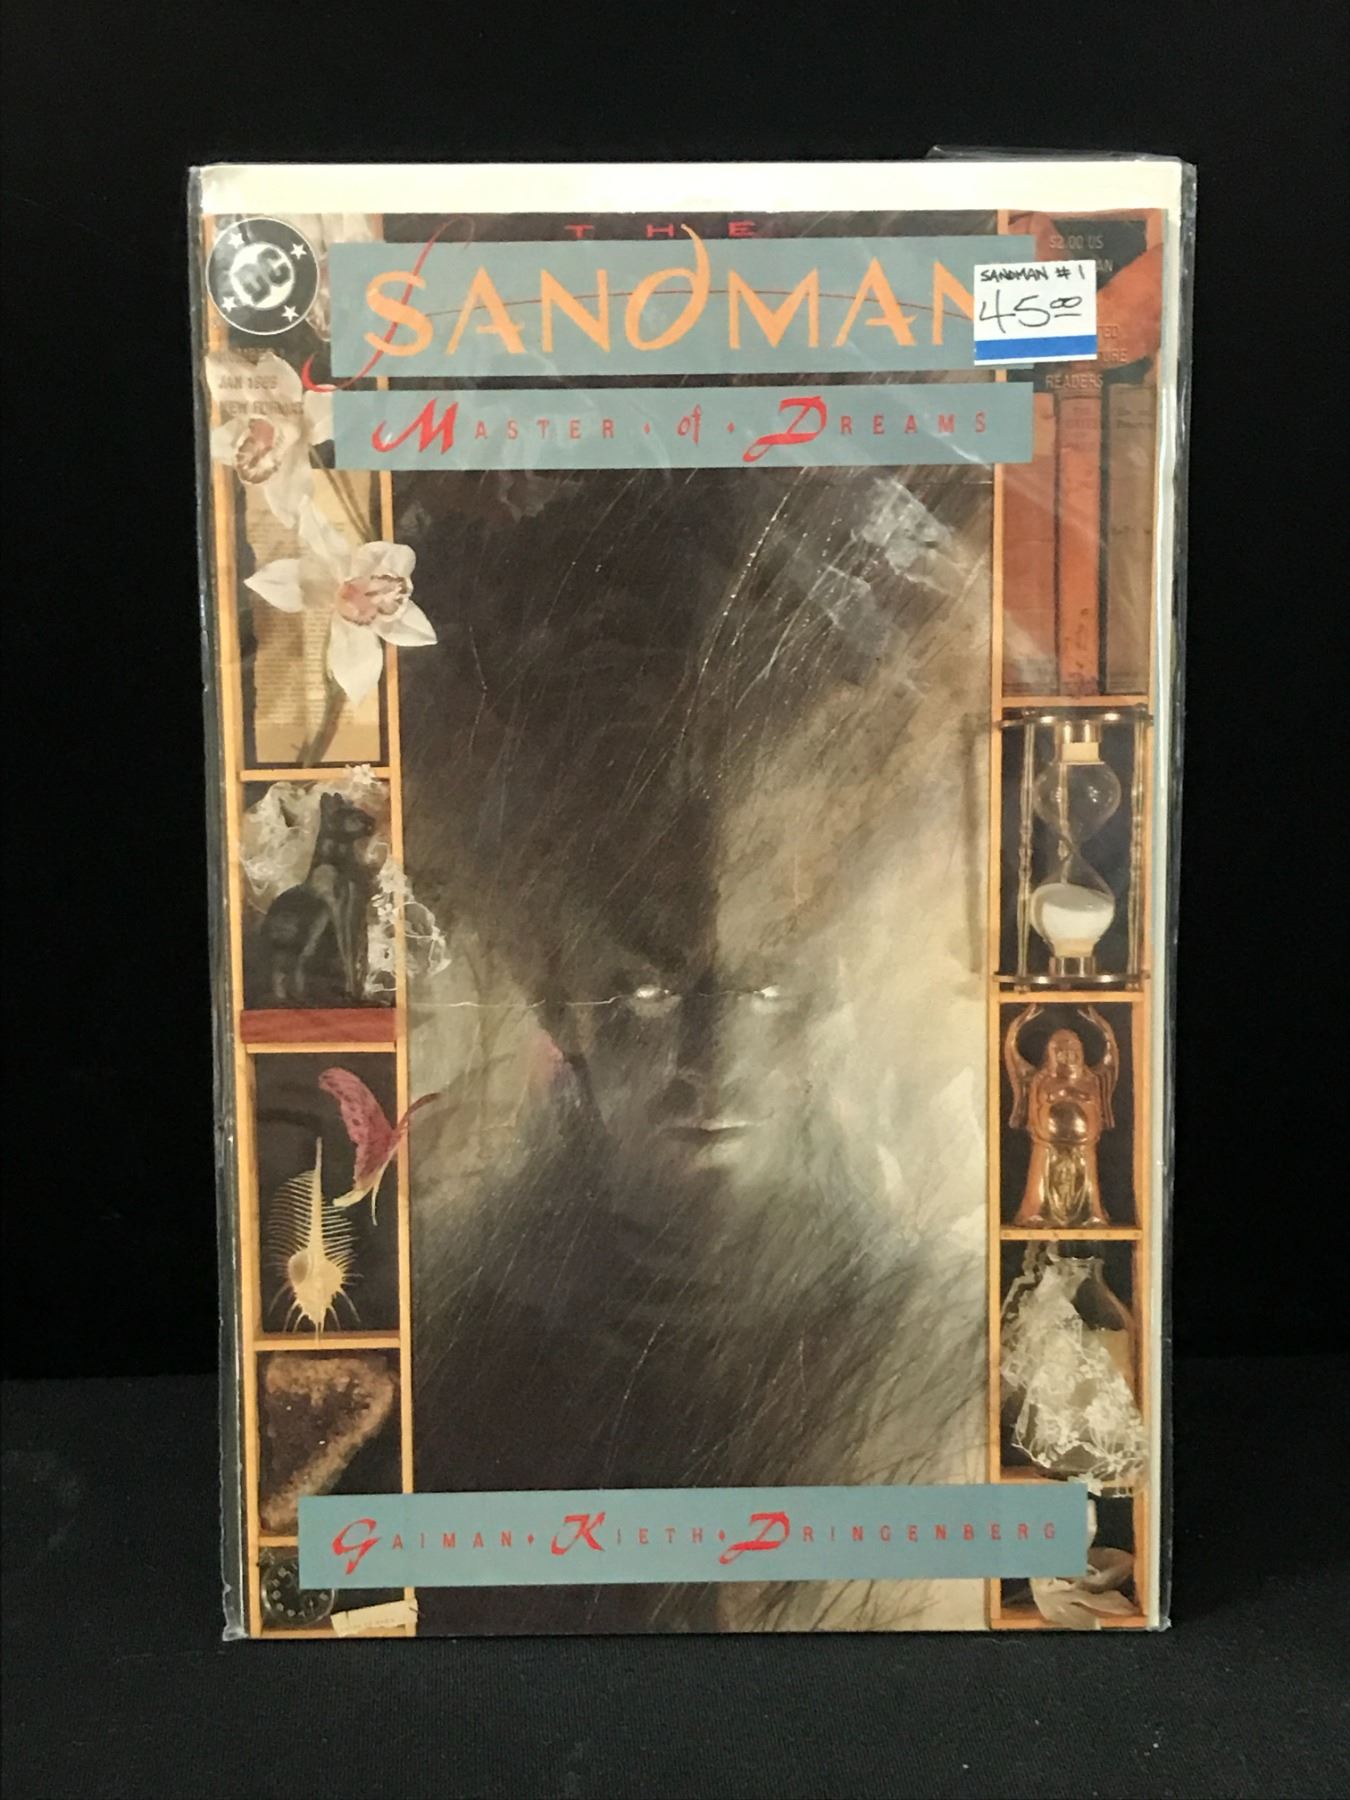 THE
DC
SANDMAN
$2.00 US
SANDMAN #1
45.00
JAN 1989
NEW FORMAT
READERS
MASTER • of • DREAMS
GAIMAN • KIETH • DRINGENBERG